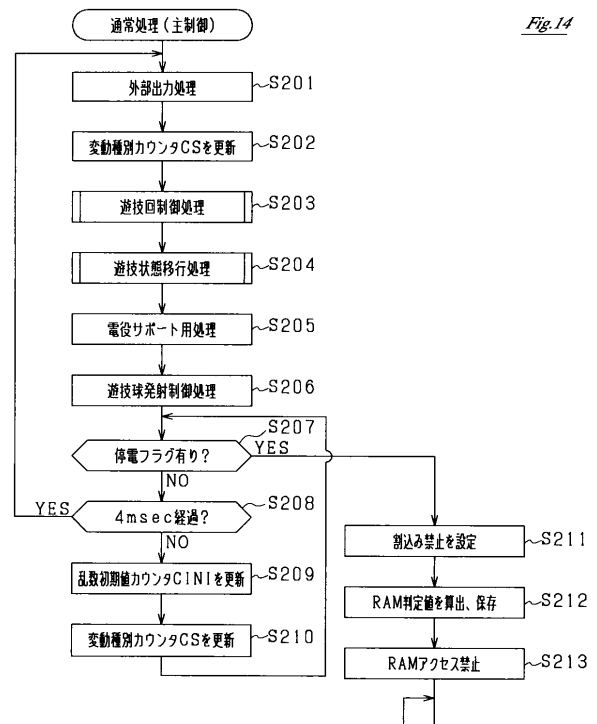 Fig.14
通常処理(主制御)
外部出力処理
S201
変動種別カウンタCSを更新
S202
遊技回制御処理
S203
遊技状態移行処理
S204
電役サポート用処理
S205
遊技球発射制御処理
S206
S207
停電フラグ有り?
YES
NO
S208
YES
4msec経過?
NO
乱数初期値カウンタCINIを更新
S209
変動種別カウンタCSを更新
S210
割込み禁止を設定
S211
RAM判定値を算出、保存
S212
RAMアクセス禁止
S213